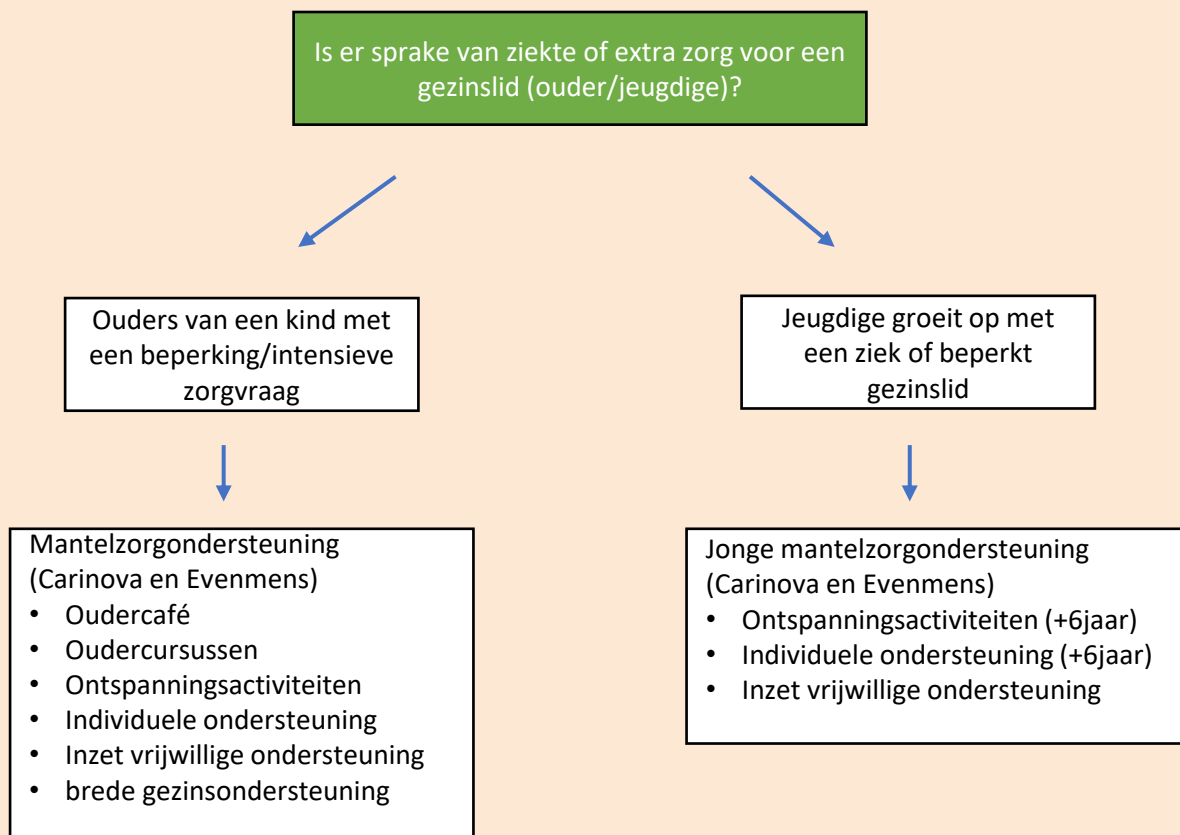 Is er sprake van ziekte of extra zorg voor een
gezinslid (ouder/jeugdige)?
Ouders van een kind met
een beperking/intensieve
zorgvraag
Jeugdige groeit op met
een ziek of beperkt
gezinslid
Mantelzorgondersteuning
(Carinova en Evenmens)
• Oudercafé
• Oudercursussen
• Ontspanningsactiviteiten
• Individuele ondersteuning
• Inzet vrijwillige ondersteuning
• brede gezinsondersteuning
Jonge mantelzorgondersteuning
(Carinova en Evenmens)
• Ontspanningsactiviteiten (+6jaar)
• Individuele ondersteuning (+6jaar)
• Inzet vrijwillige ondersteuning